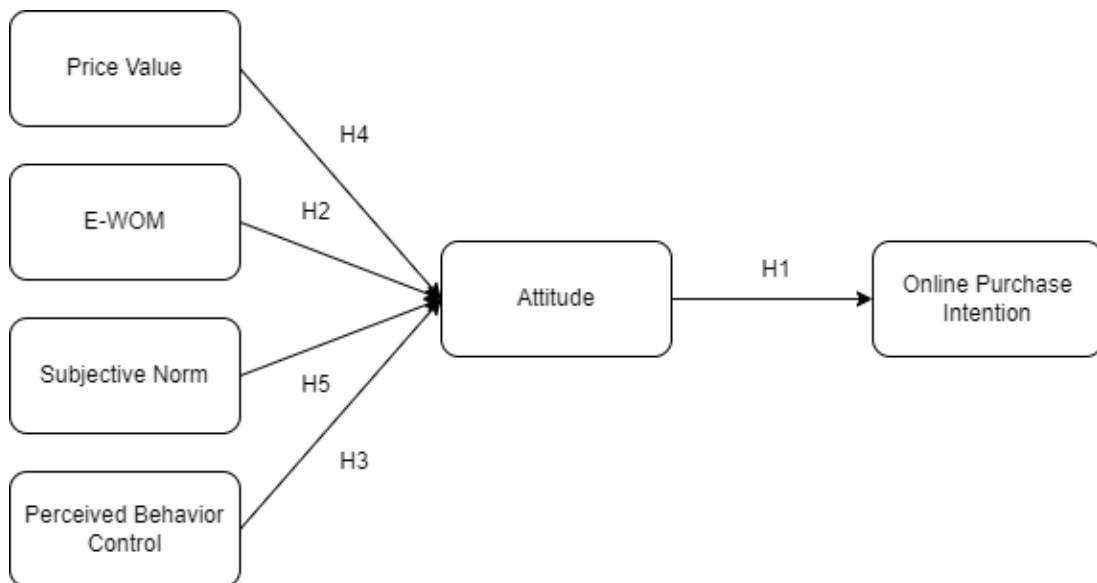 Price Value
H4
E-WOM
H2
Attitude
H1
Online Purchase
Intention
Subjective Norm
H5
H3
Perceived Behavior
Control